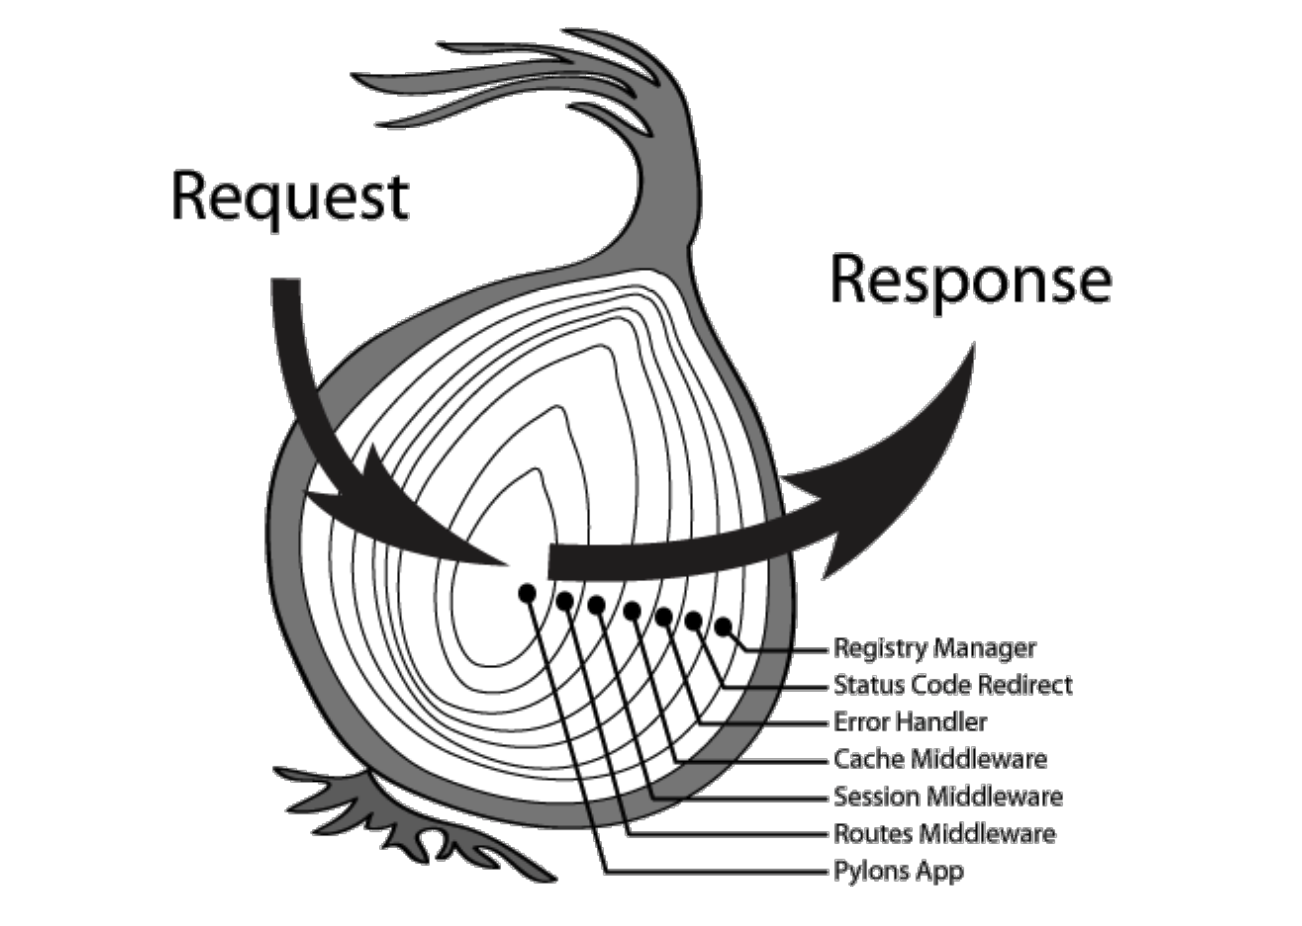 Request
Response
Registry Manager
Status Code Redirect
Error Handler
Cache Middleware
Session Middleware
Routes Middleware
Pylons App